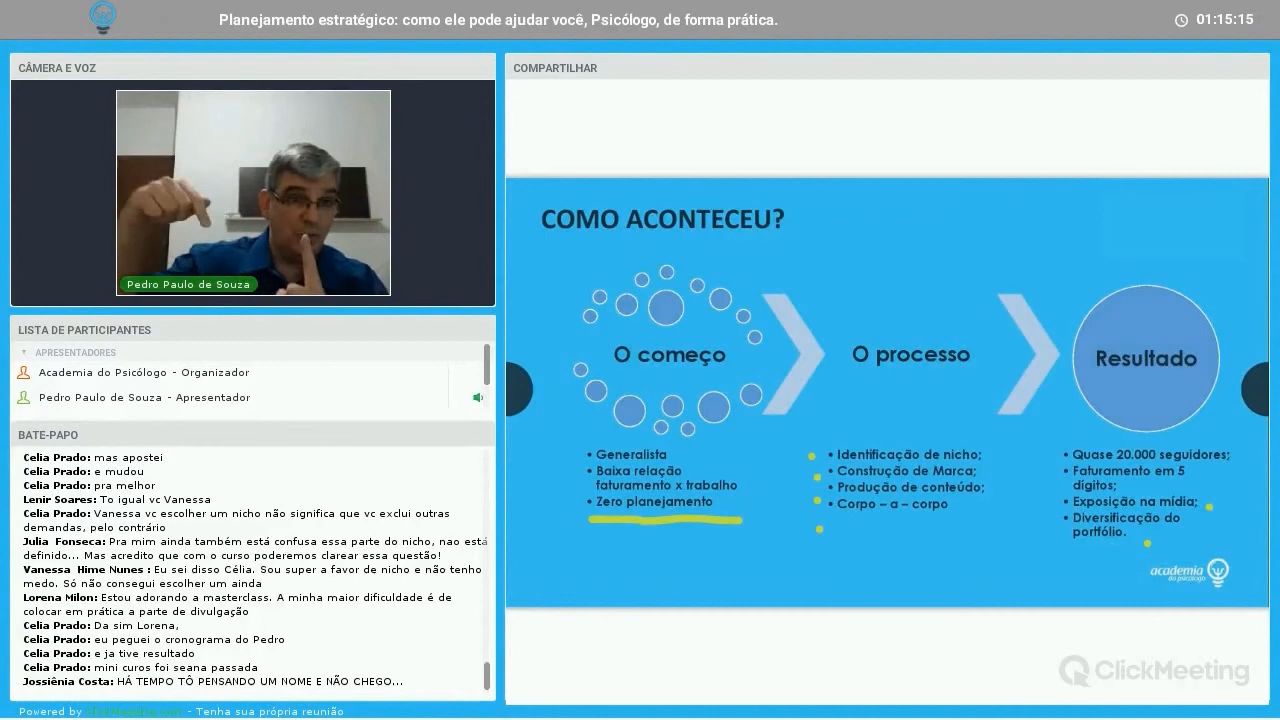 Planejamento estratégico: como ele pode ajudar você, Psicólogo, de forma prática.
01:15:15
CÂMERA E VOZ
Pedro Paulo de Souza
LISTA DE PARTICIPANTES
APRESENTADORES
Academia do Psicólogo - Organizador
Pedro Paulo de Souza - Apresentador
BATE-PAPO
Celia Prado: mas apostei
Celia Prado: e mudou
Celia Prado: pra melhor
Lenir Soares: To igual vc Vanessa
Celia Prado: Vanessa vc escolher um nicho não significa que vc exclui outras
demandas, pelo contrário
Julia Fonseca: Pra mim ainda também está confusa essa parte do nicho, nao está
definido... Mas acredito que com o curso poderemos clarear essa questão!
Vanessa Hime Nunes : Eu sei disso Célia. Sou super a favor de nicho e não tenho
medo. Só não consegui escolher um ainda
Lorena Milon: Estou adorando a masterclass. A minha maior dificuldade é de
colocar em prática a parte de divulgação
Celia Prado: Da sim Lorena,
Celia Prado: eu peguei o cronograma do Pedro
Celia Prado: e ja tive resultado
Celia Prado: mini curos foi seana passada
Jossiênia Costa: HÁ TEMPO TÔ PENSANDO UM NOME E NÃO CHEGO...
Powered by - Tenha sua própria reunião
COMPARTILHAR
COMO ACONTECEU?
O começo
• Generalista
• Baixa relação
faturamento x trabalho
• Zero planejamento
O processo
• Identificação de nicho;
• Construção de Marca;
• Produção de conteúdo;
• Corpo – a – corpo
Resultado
• Quase 20.000 seguidores;
• Faturamento em 5
dígitos;
• Exposição na mídia;
• Diversificação do
portfólio.
academia
do psicólogo
ClickMeeting